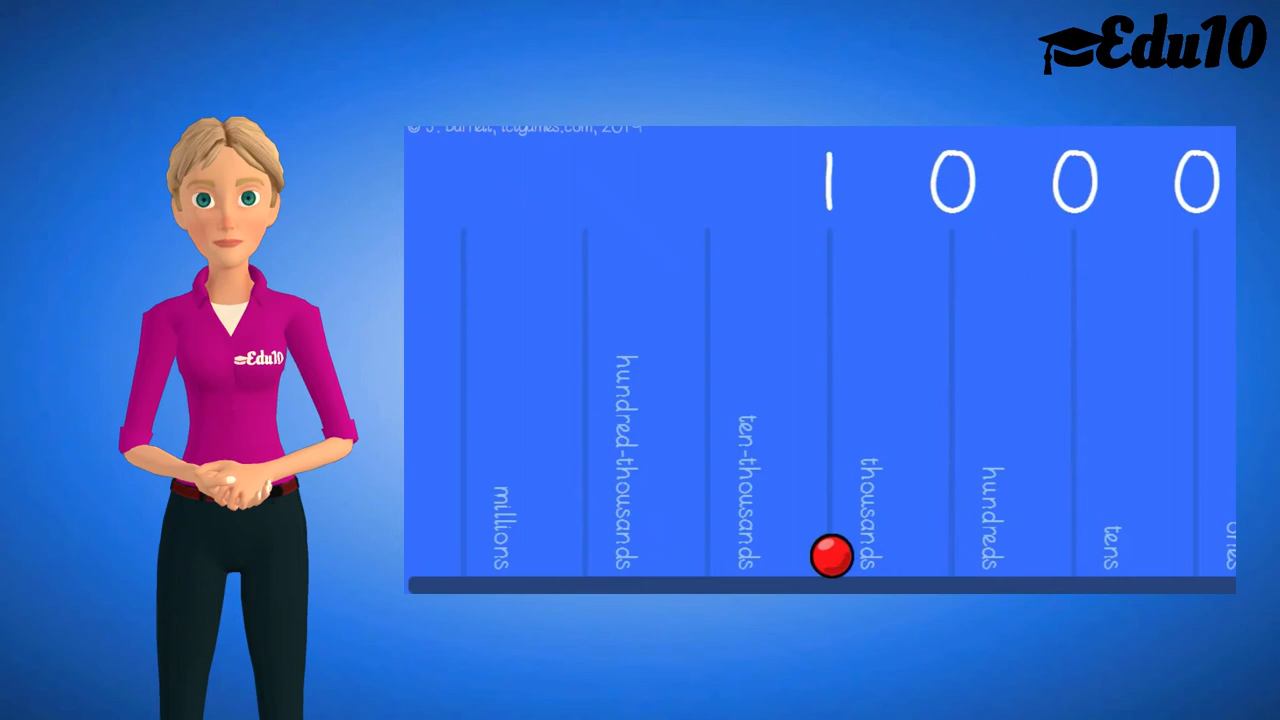 Edu10
1 0 0 0
Edu10
millions
hundred-thousands
ten-thousands
thousands
hundreds
tens